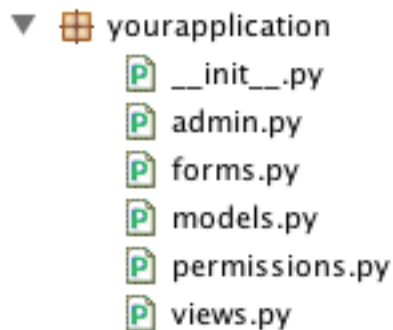 yourapplication
__init__.py
admin.py
forms.py
models.py
permissions.py
views.py